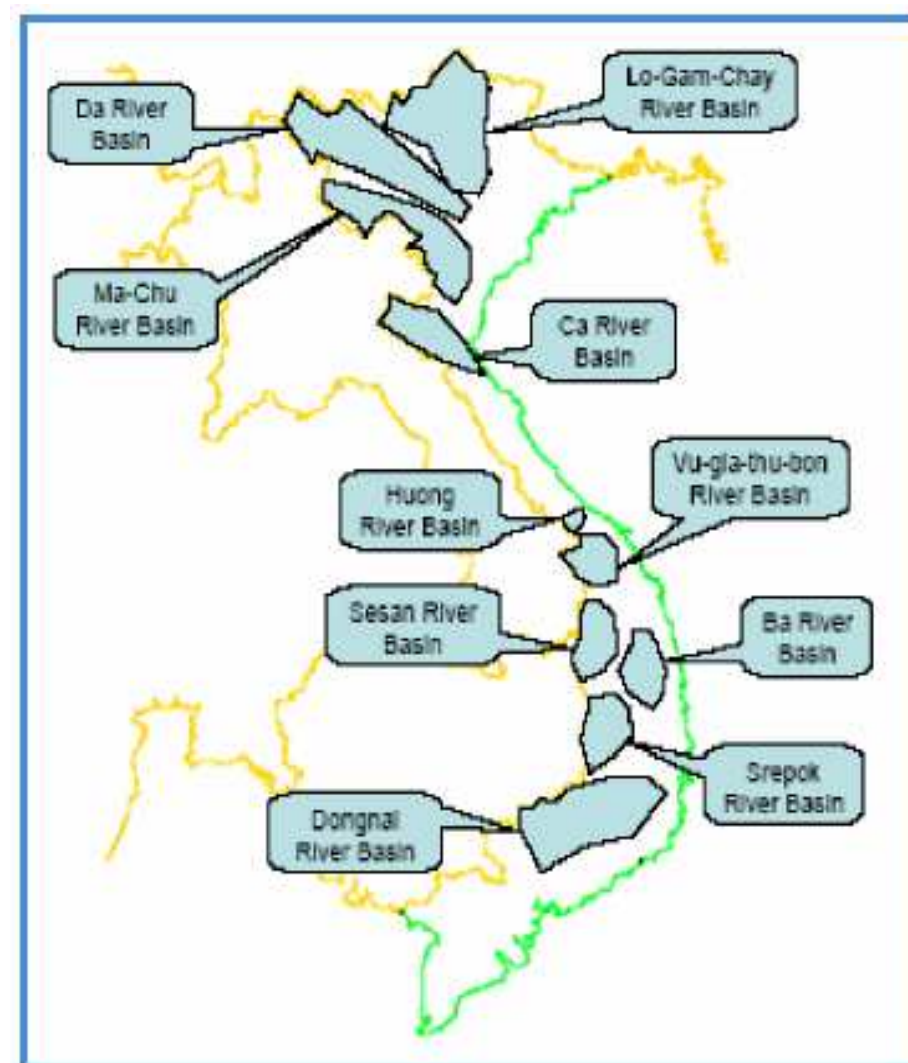 Da River
Basin
Lo-Gam-Chay
River Basin
Ma-Chu
River Basin
Ca River
Basin
Vu-gia-thu-bon
River Basin
Huong
River Basin
Sesan River
Basin
Ba River
Basin
Srepok
River Basin
Dongnai
River Basin